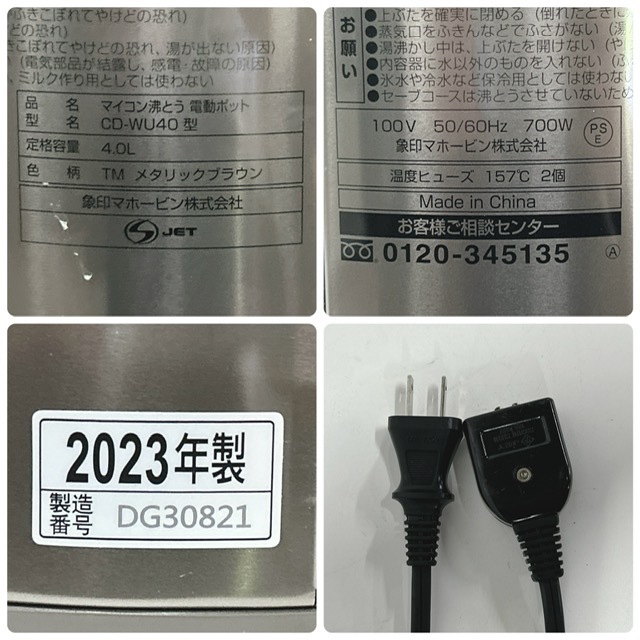 ふきこぼれてやけどの恐れ)
どの恐れ)
きこぼれてやけどの恐れ、湯が出ない原因)
(電気部品が結露し、感電・故障の原因)
、ミルク作り用としては使わない
品 名 マイコン沸とう 電動ポット
型 名 CD-WU40 型
定格容量 4.0L
色 柄 TM メタリックブラウン
象印マホービン株式会社
S JET
お願い
●上ぶたを確実に閉める (倒れたときに
●蒸気口をふきんなどでふさがない (湯
●湯沸かし中は、上ぶたを開けない (や
●内容器に水以外のものを入れない (ふ
●氷水や冷水など保冷用としては使わない
●セーブコースは沸とうさせていないため
100V 50/60Hz 700W
象印マホービン株式会社
PS
E
温度ヒューズ 157℃ 2個
Made in China
お客様ご相談センター
0120-345135
A
2023年製
製造
番号 DG30821